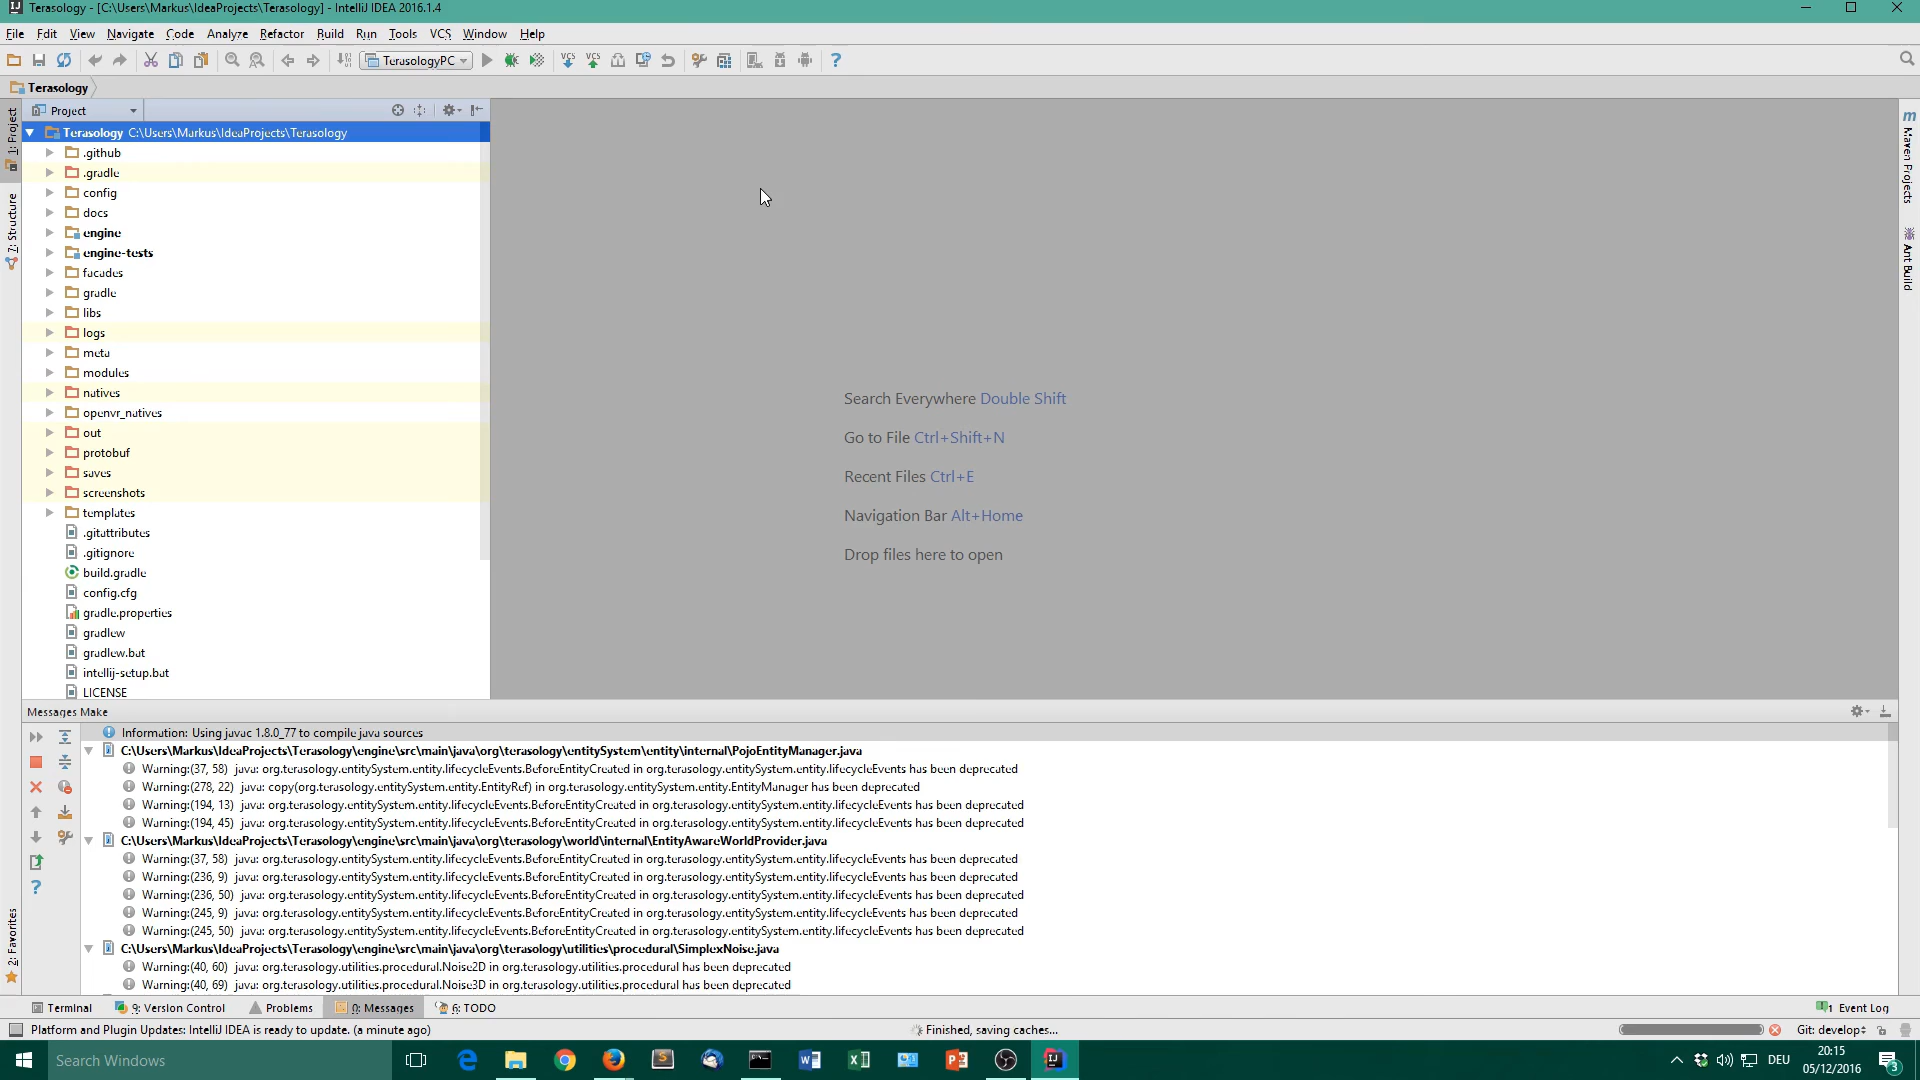 Terasology - [C:\Users\Markus\IdeaProjects\Terasology] - IntelliJ IDEA 2016.1.4
File Edit View Navigate Code Analyze Refactor Build Run Tools VCS Window Help
TerasologyPC
Terasology
1: Project
7: Structure
2: Favorites
Project
Terasology C:\Users\Markus\IdeaProjects\Terasology
.github
.gradle
config
docs
engine
engine-tests
facades
gradle
libs
logs
meta
modules
natives
openvr_natives
out
protobuf
saves
screenshots
templates
.gitattributes
.gitignore
build.gradle
config.cfg
gradle.properties
gradlew
gradlew.bat
intellij-setup.bat
LICENSE
Search Everywhere Double Shift
Go to File Ctrl+Shift+N
Recent Files Ctrl+E
Navigation Bar Alt+Home
Drop files here to open
Maven Projects
Ant Build
Messages Make
Information: Using javac 1.8.0_77 to compile java sources
C:\Users\Markus\IdeaProjects\Terasology\engine\src\main\java\org\terasology\entitySystem\entity\internal\PojoEntityManager.java
Warning:(37, 58) java: org.terasology.entitySystem.entity.lifecycleEvents.BeforeEntityCreated in org.terasology.entitySystem.entity.lifecycleEvents has been deprecated
Warning:(278, 22) java: copy(org.terasology.entitySystem.entity.EntityRef) in org.terasology.entitySystem.entity.EntityManager has been deprecated
Warning:(194, 13) java: org.terasology.entitySystem.entity.lifecycleEvents.BeforeEntityCreated in org.terasology.entitySystem.entity.lifecycleEvents has been deprecated
Warning:(194, 45) java: org.terasology.entitySystem.entity.lifecycleEvents.BeforeEntityCreated in org.terasology.entitySystem.entity.lifecycleEvents has been deprecated
C:\Users\Markus\IdeaProjects\Terasology\engine\src\main\java\org\terasology\world\internal\EntityAwareWorldProvider.java
Warning:(37, 58) java: org.terasology.entitySystem.entity.lifecycleEvents.BeforeEntityCreated in org.terasology.entitySystem.entity.lifecycleEvents has been deprecated
Warning:(236, 9) java: org.terasology.entitySystem.entity.lifecycleEvents.BeforeEntityCreated in org.terasology.entitySystem.entity.lifecycleEvents has been deprecated
Warning:(236, 50) java: org.terasology.entitySystem.entity.lifecycleEvents.BeforeEntityCreated in org.terasology.entitySystem.entity.lifecycleEvents has been deprecated
Warning:(245, 9) java: org.terasology.entitySystem.entity.lifecycleEvents.BeforeEntityCreated in org.terasology.entitySystem.entity.lifecycleEvents has been deprecated
Warning:(245, 50) java: org.terasology.entitySystem.entity.lifecycleEvents.BeforeEntityCreated in org.terasology.entitySystem.entity.lifecycleEvents has been deprecated
C:\Users\Markus\IdeaProjects\Terasology\engine\src\main\java\org\terasology\utilities\procedural\SimplexNoise.java
Warning:(40, 60) java: org.terasology.utilities.procedural.Noise2D in org.terasology.utilities.procedural has been deprecated
Warning:(40, 69) java: org.terasology.utilities.procedural.Noise3D in org.terasology.utilities.procedural has been deprecated
Terminal 9: Version Control Problems 0: Messages 6: TODO 1 Event Log
Platform and Plugin Updates: IntelliJ IDEA is ready to update. (a minute ago) Finished, saving caches... Git: develop
Search Windows
DEU
20:15
05/12/2016
3